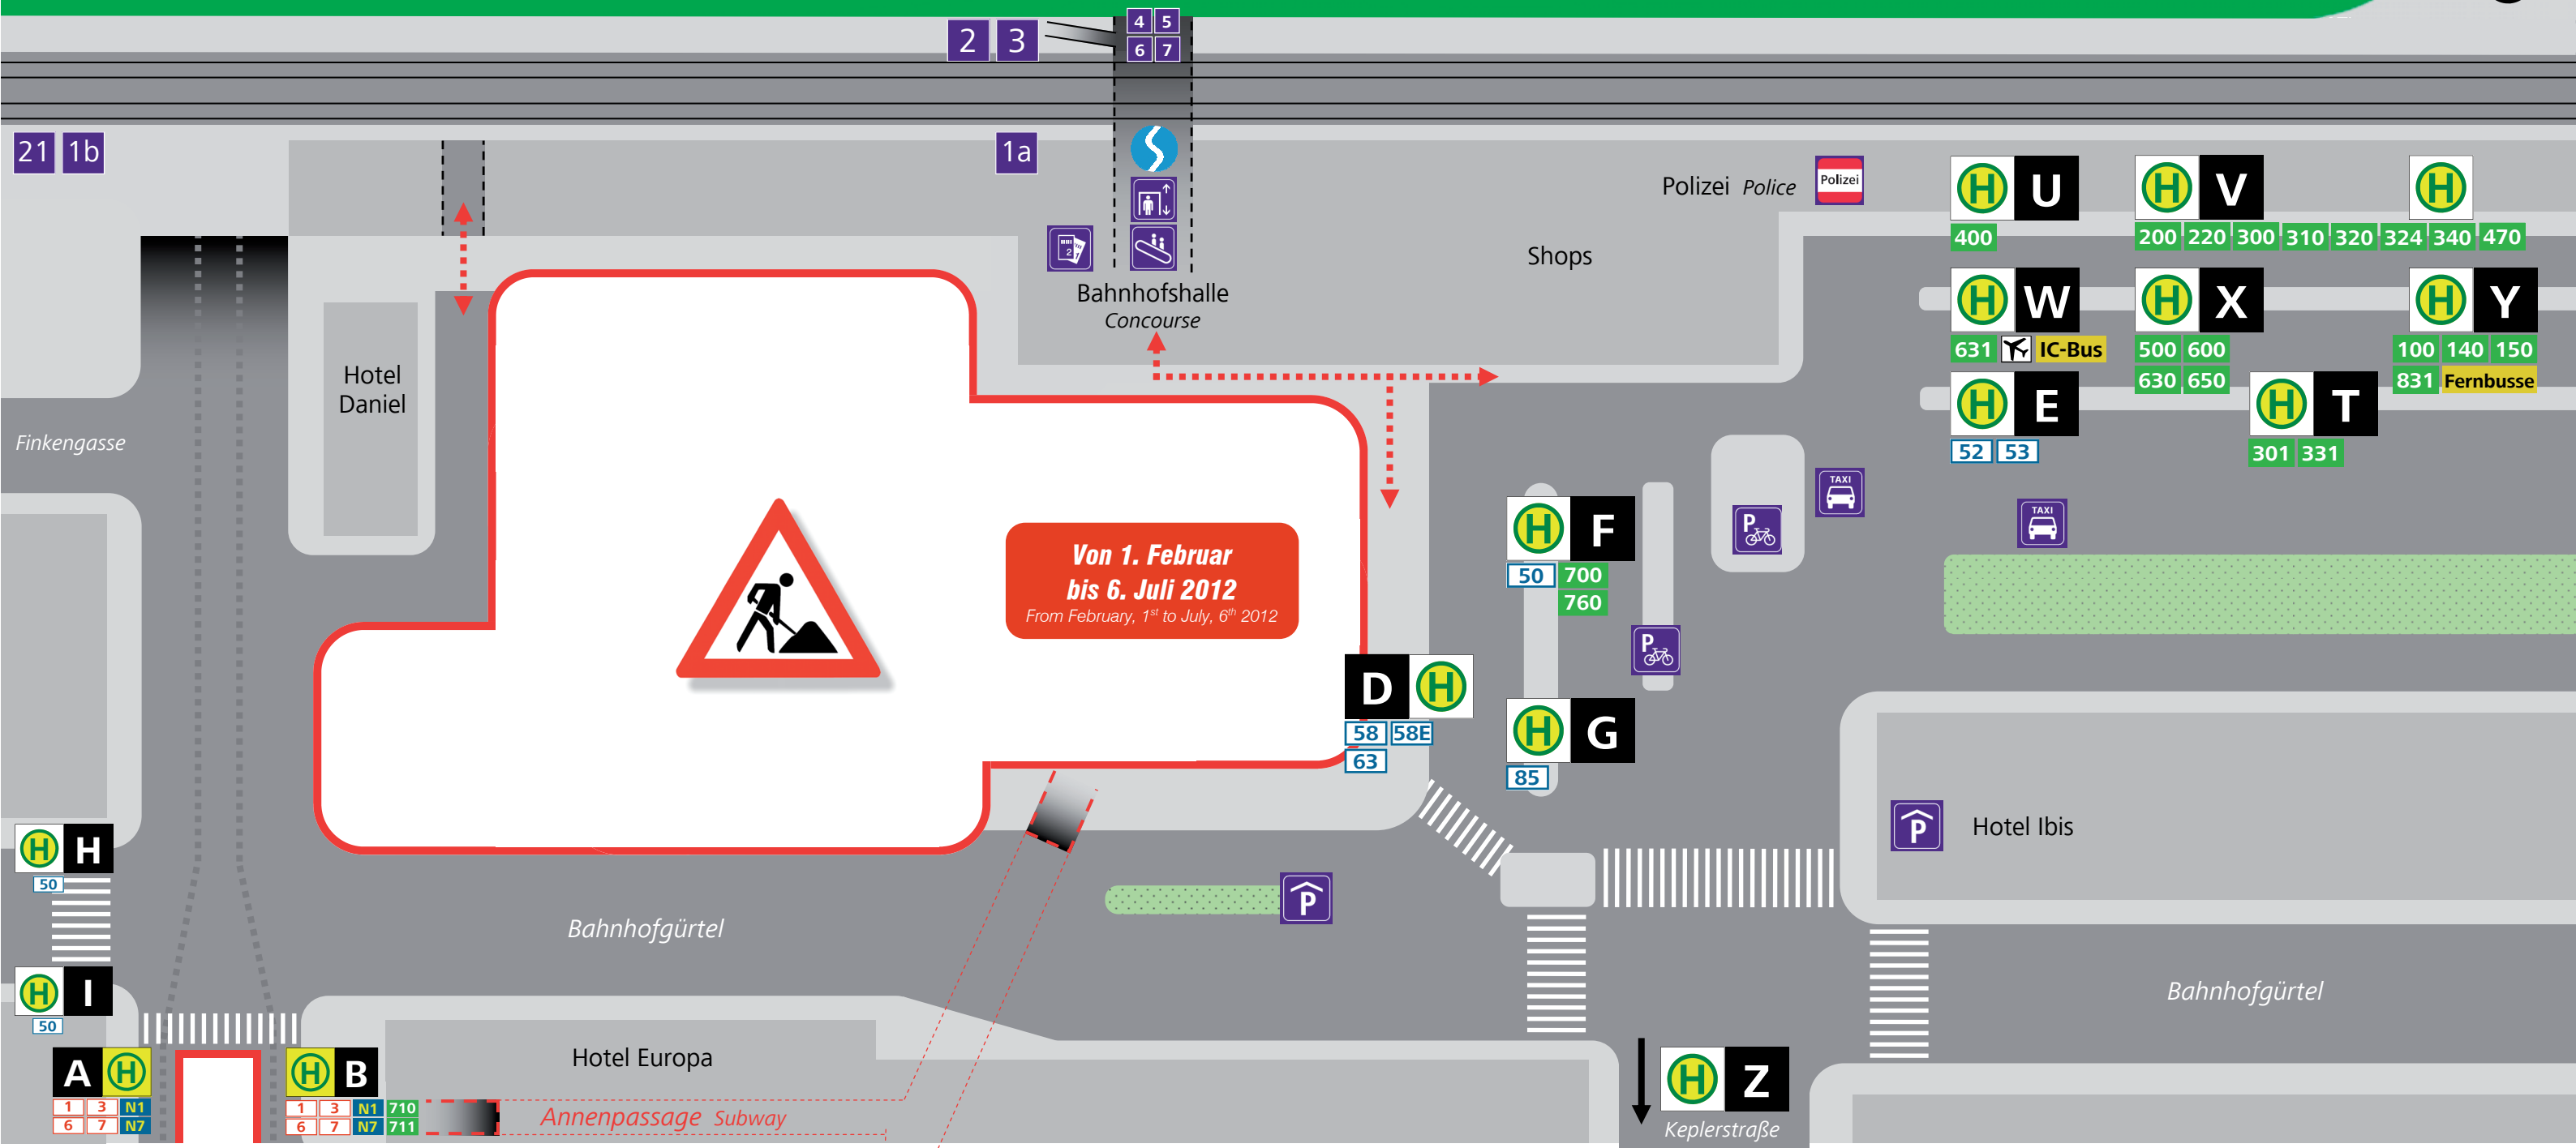 2 3
4 5
6 7
21 1b
1a
2
Bahnhofshalle
Concourse
Polizei Police
Polizei
Shops
H U
400
H V
H
200 220 300 310 320 324 340 470
H W
631 IC-Bus
H X
500 600
630 650
H Y
100 140 150
831 Fernbusse
H E
52 53
H T
301 331
Hotel
Daniel
Finkengasse
Von 1. Februar
bis 6. Juli 2012
From February, 1st to July, 6th 2012
H F
50 700
760
P
TAXI
TAXI
P
D H
58 58E
63
H G
85
P
Hotel Ibis
H H
50
P
Bahnhofgürtel
H I
50
Bahnhofgürtel
A H
1 3 N1
6 7 N7
H B
1 3 N1 710
6 7 N7 711
Hotel Europa
Annenpassage Subway
H Z
Keplerstraße